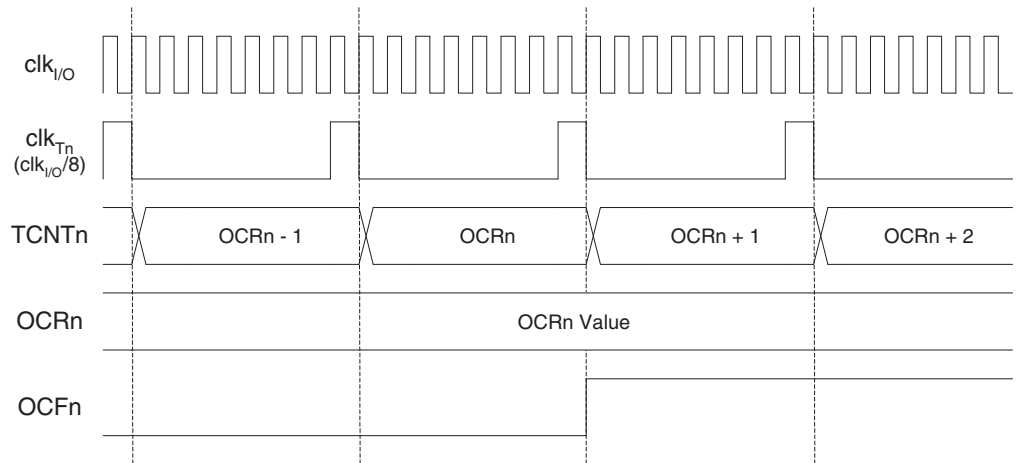 clkI/O
clkTn
(clkI/O/8)
TCNTn
OCRn - 1
OCRn
OCRn + 1
OCRn + 2
OCRn
OCRn Value
OCFn